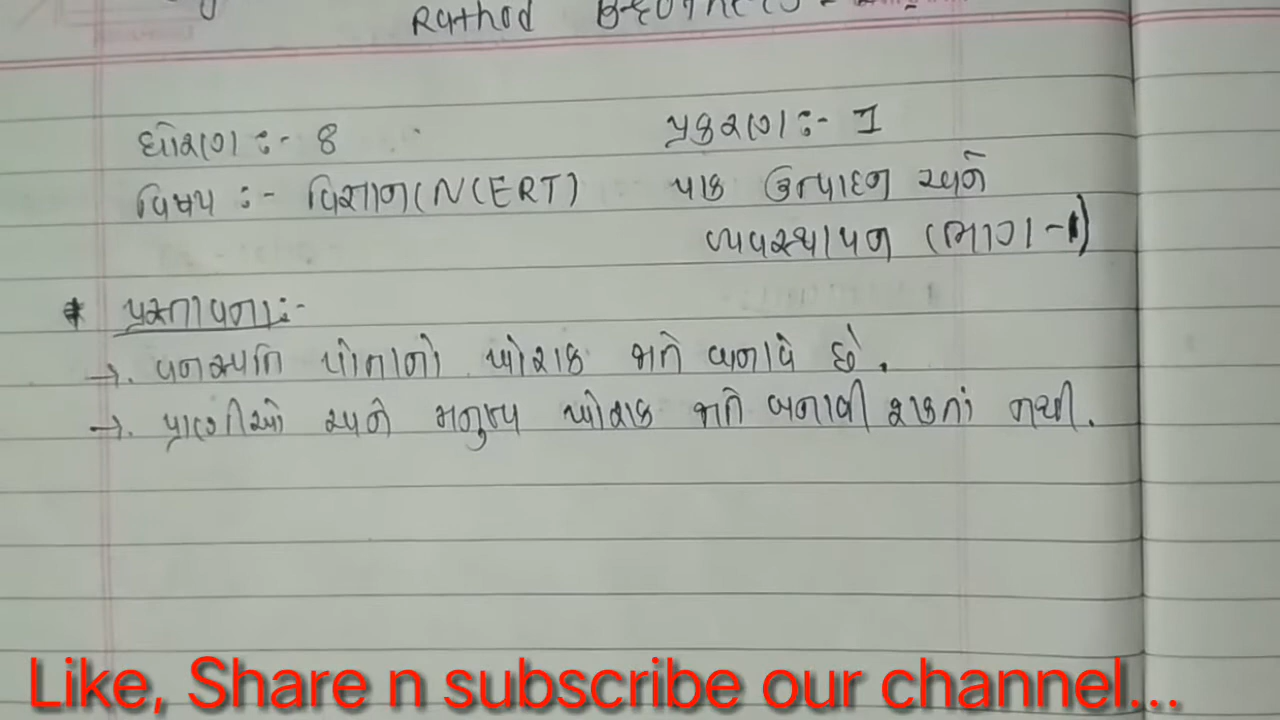 Rathod
ધોરણ :- 8 પ્રકરણ :- I
વિષય :- વિજ્ઞાન (NCERT) પાક ઉત્પાદન અને
વ્યવસ્થાપન (ભાગ-1)
* પ્રસ્તાવના :-
→. વનસ્પતિ પોતાનો ખોરાક જાતે બનાવે છે.
→. પ્રાણીઓ અને મનુષ્ય ખોરાક જાતે બનાવી શકતાં નથી.
Like, Share n subscribe our channel...